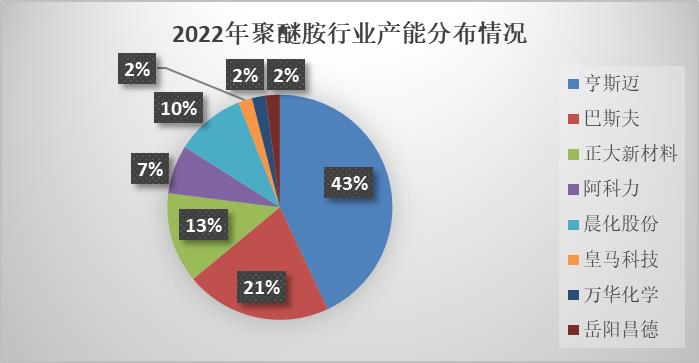 2022年聚醚胺行业产能分布情况
2%
2%
2%
10%
7%
13%
21%
43%
亨斯迈
巴斯夫
正大新材料
阿科力
晨化股份
皇马科技
万华化学
岳阳昌德